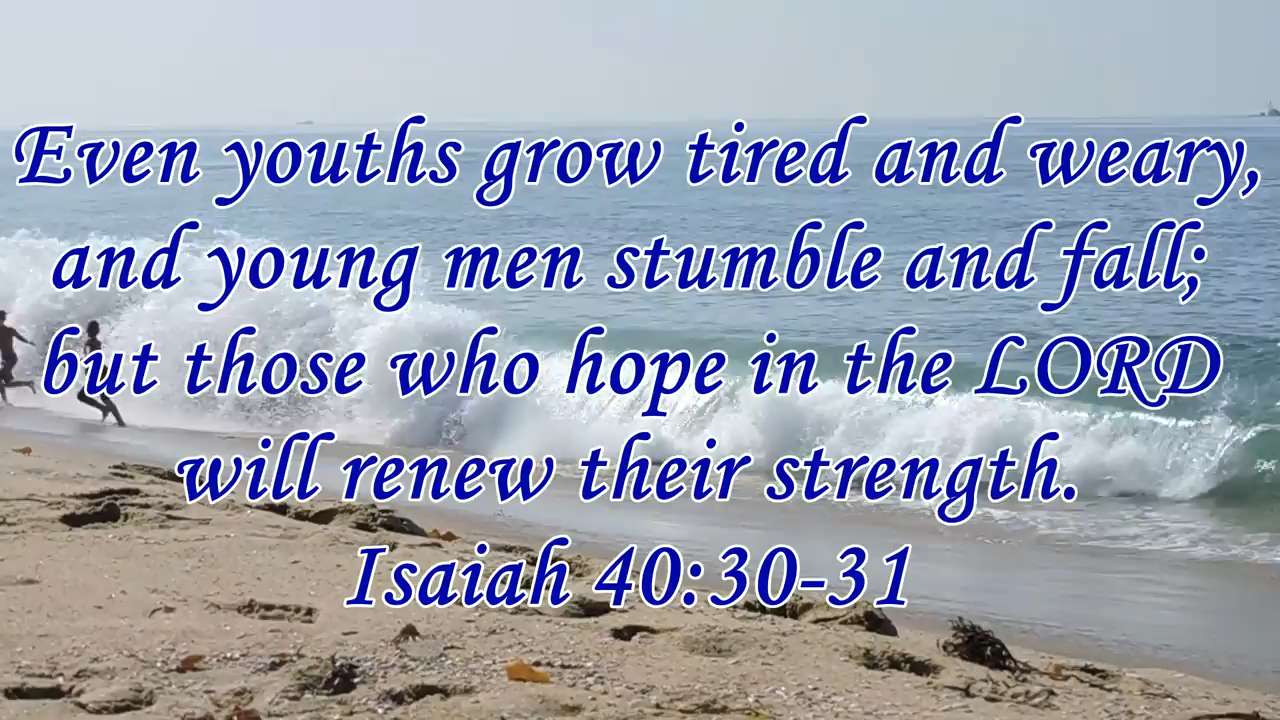 Even youths grow tired and weary,
and young men stumble and fall;
but those who hope in the LORD
will renew their strength.
Isaiah 40:30-31